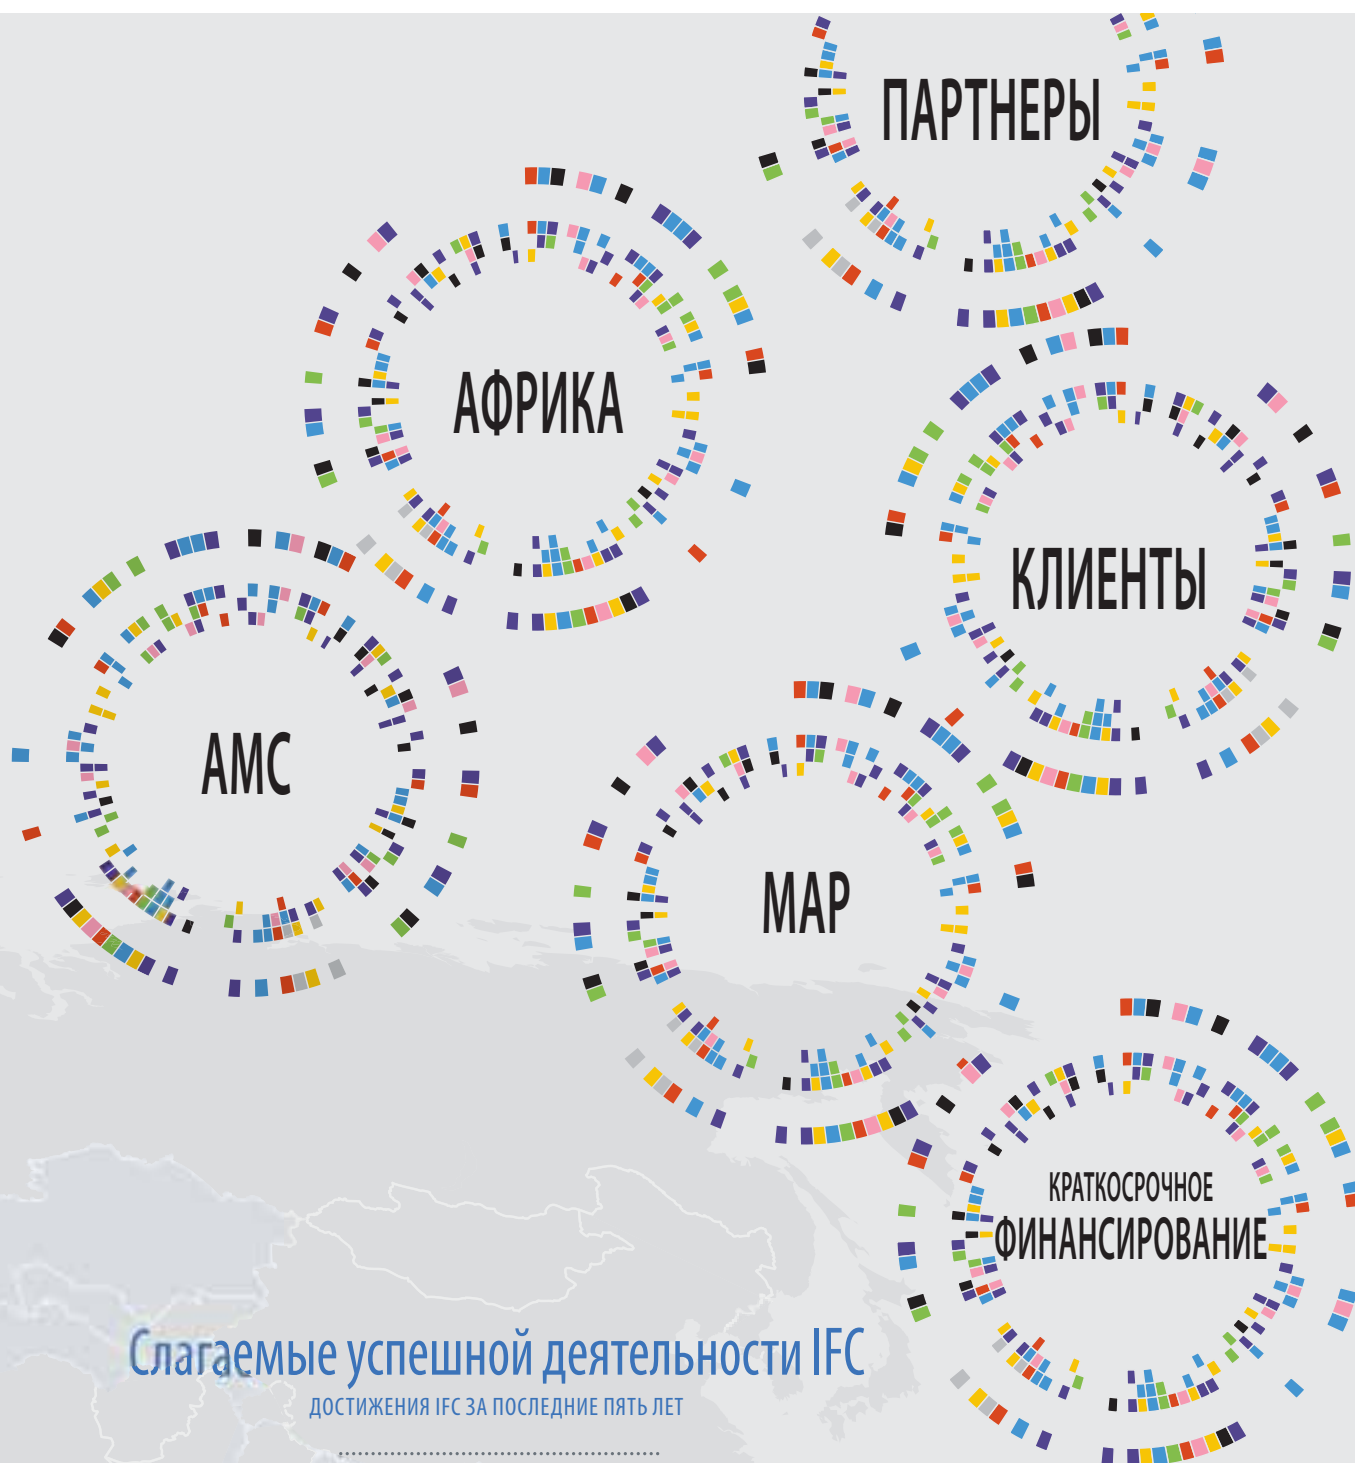 ПАРТНЕРЫ
АФРИКА
КЛИЕНТЫ
АМС
МАР
КРАТКОСРОЧНОЕ
ФИНАНСИРОВАНИЕ
Слагаемые успешной деятельности IFC
ДОСТИЖЕНИЯ IFC ЗА ПОСЛЕДНИЕ ПЯТЬ ЛЕТ